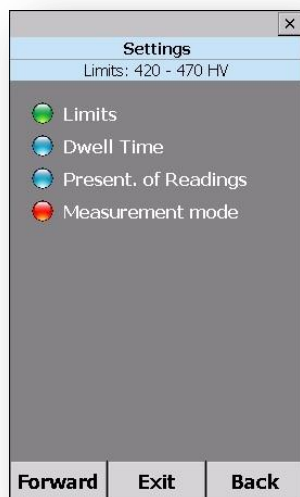 Settings
Limits: 420 - 470 HV
Limits
Dwell Time
Present. of Readings
Measurement mode
Forward Exit Back